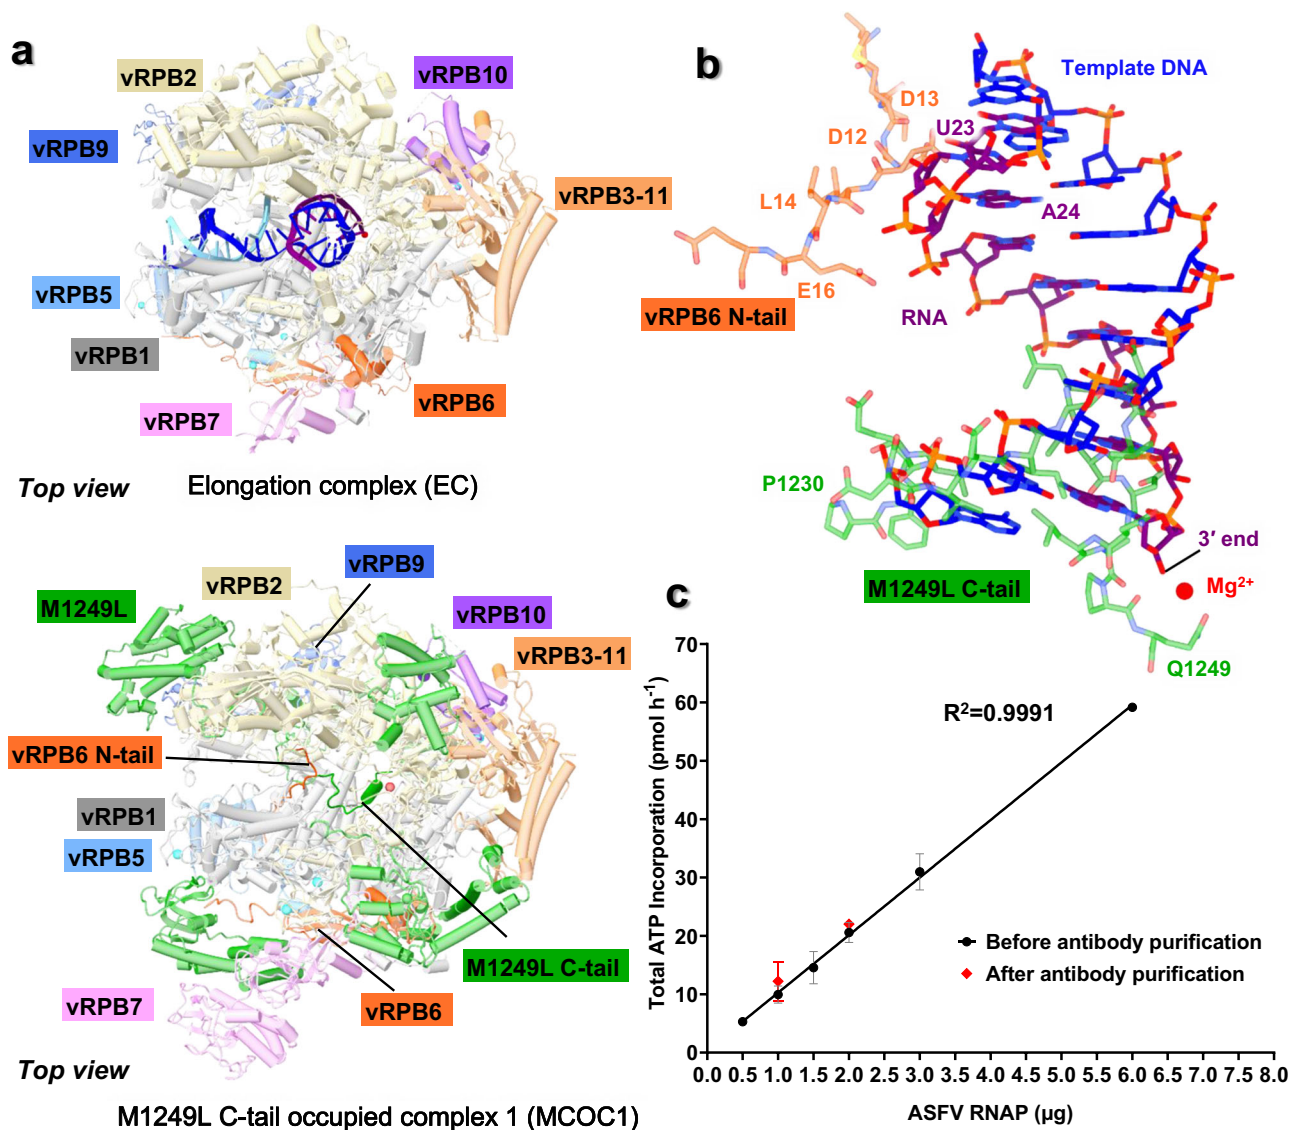 a
vRPB2
vRPB10
vRPB9
vRPB3-11
vRPB5
vRPB1
vRPB6
vRPB7
Top view
Elongation complex (EC)
vRPB9
vRPB2
M1249L
vRPB10
vRPB3-11
vRPB6 N-tail
vRPB1
vRPB5
M1249L C-tail
vRPB7
vRPB6
Top view
M1249L C-tail occupied complex 1 (MCOC1)
b
Template DNA
D13
U23
D12
L14
A24
E16
vRPB6 N-tail
RNA
P1230
3′ end
M1249L C-tail
Mg²⁺
Q1249
c
R²=0.9991
Total ATP Incorporation (pmol h⁻¹)
70
60
50
40
30
20
10
0
Before antibody purification
After antibody purification
0.0 0.5 1.0 1.5 2.0 2.5 3.0 3.5 4.0 4.5 5.0 5.5 6.0 6.5 7.0 7.5 8.0
ASFV RNAP (μg)